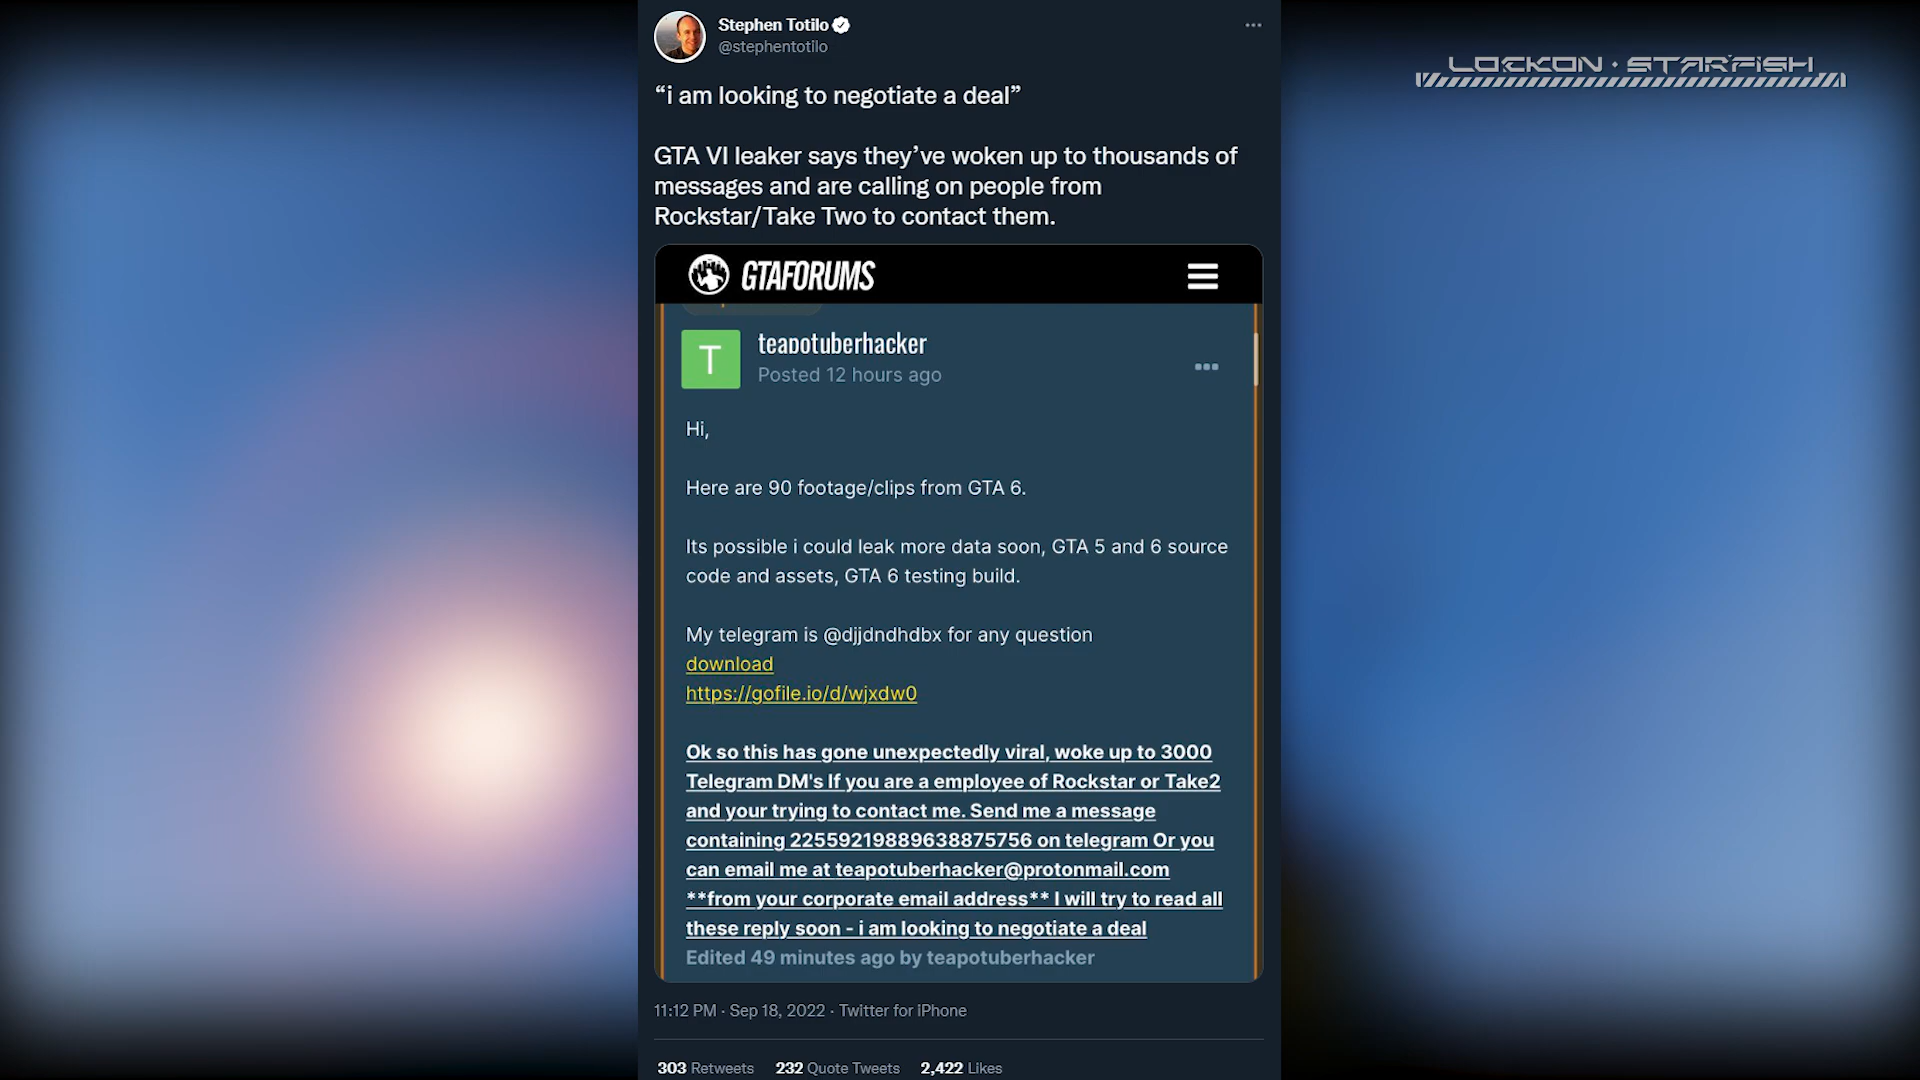 Stephen Totilo
@stephentotilo
LOCKON · STARFISH
“i am looking to negotiate a deal”
GTA VI leaker says they’ve woken up to thousands of
messages and are calling on people from
Rockstar/Take Two to contact them.
GTAFORUMS
T
teapotuberhacker
Posted 12 hours ago
Hi,
Here are 90 footage/clips from GTA 6.
Its possible i could leak more data soon, GTA 5 and 6 source
code and assets, GTA 6 testing build.
My telegram is @djjdndhdbx for any question
download
https://gofile.io/d/wjxdw0
Ok so this has gone unexpectedly viral, woke up to 3000
Telegram DM's If you are a employee of Rockstar or Take2
and your trying to contact me. Send me a message
containing 22559219889638875756 on telegram Or you
can email me at teapotuberhacker@protonmail.com
**from your corporate email address** I will try to read all
these reply soon - i am looking to negotiate a deal
Edited 49 minutes ago by teapotuberhacker
11:12 PM · Sep 18, 2022 · Twitter for iPhone
303 Retweets 232 Quote Tweets 2,422 Likes